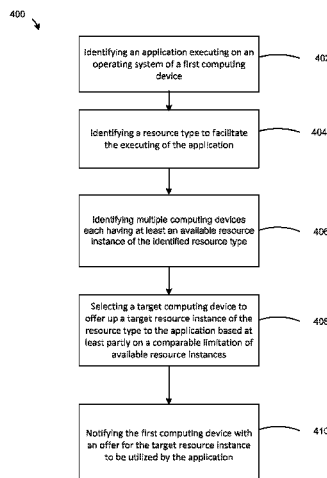 400
Identifying an application executing on an
operating system of a first computing
device
402
Identifying a resource type to facilitate
the executing of the application
404
Identifying multiple computing devices
each having at least an available resource
instance of the identified resource type
406
Selecting a target computing device to
offer up a target resource instance of the
resource type to the application based at
least partly on a comparable limitation of
available resource instances
408
Notifying the first computing device with
an offer for the target resource instance
to be utilized by the application
410